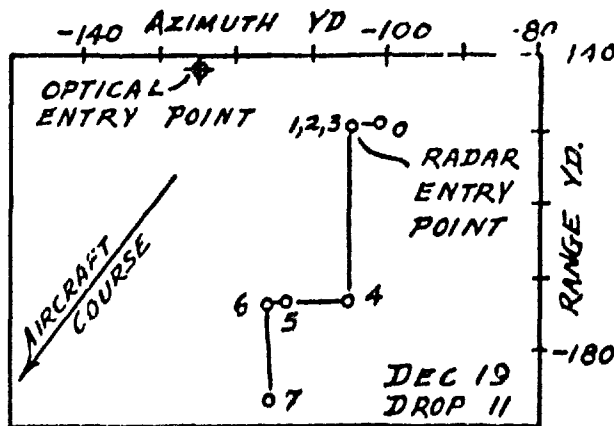 AZIMUTH YD
-140 -100 -80
140
OPTICAL
ENTRY POINT
1,2,3 0
RADAR
ENTRY
POINT
RANGE YD.
AIRCRAFT
COURSE
6 5 4
-180
7
DEC 19
DROP 11